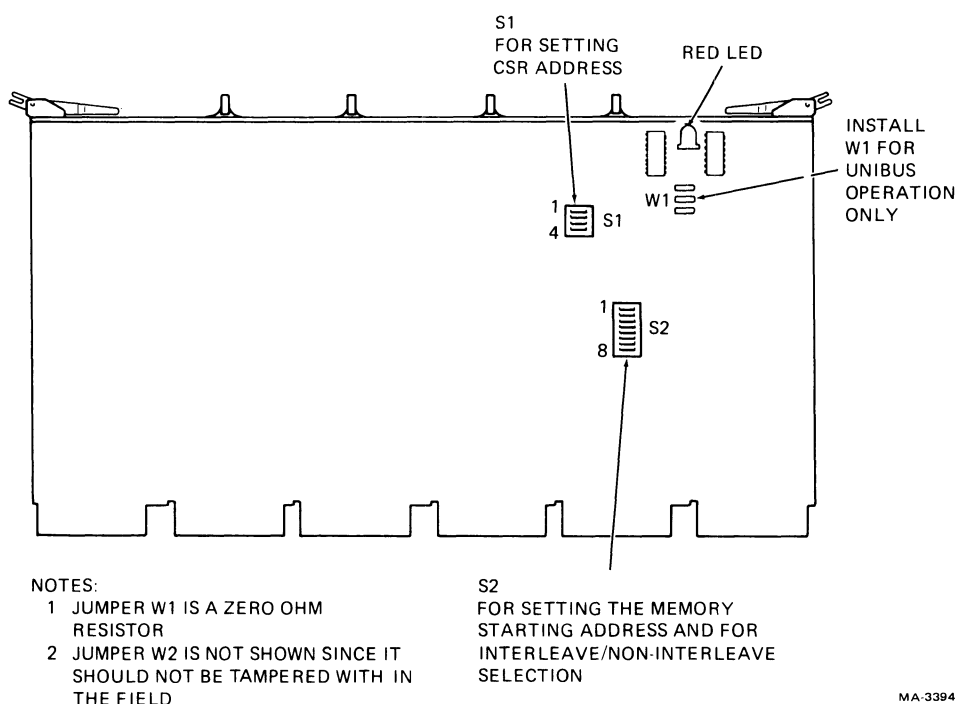 S1
FOR SETTING
CSR ADDRESS
RED LED
INSTALL
W1 FOR
UNIBUS
OPERATION
ONLY
W1
1
4
S1
1
8
S2
NOTES:
1 JUMPER W1 IS A ZERO OHM
RESISTOR
2 JUMPER W2 IS NOT SHOWN SINCE IT
SHOULD NOT BE TAMPERED WITH IN
THE FIELD
S2
FOR SETTING THE MEMORY
STARTING ADDRESS AND FOR
INTERLEAVE/NON-INTERLEAVE
SELECTION
MA-3394